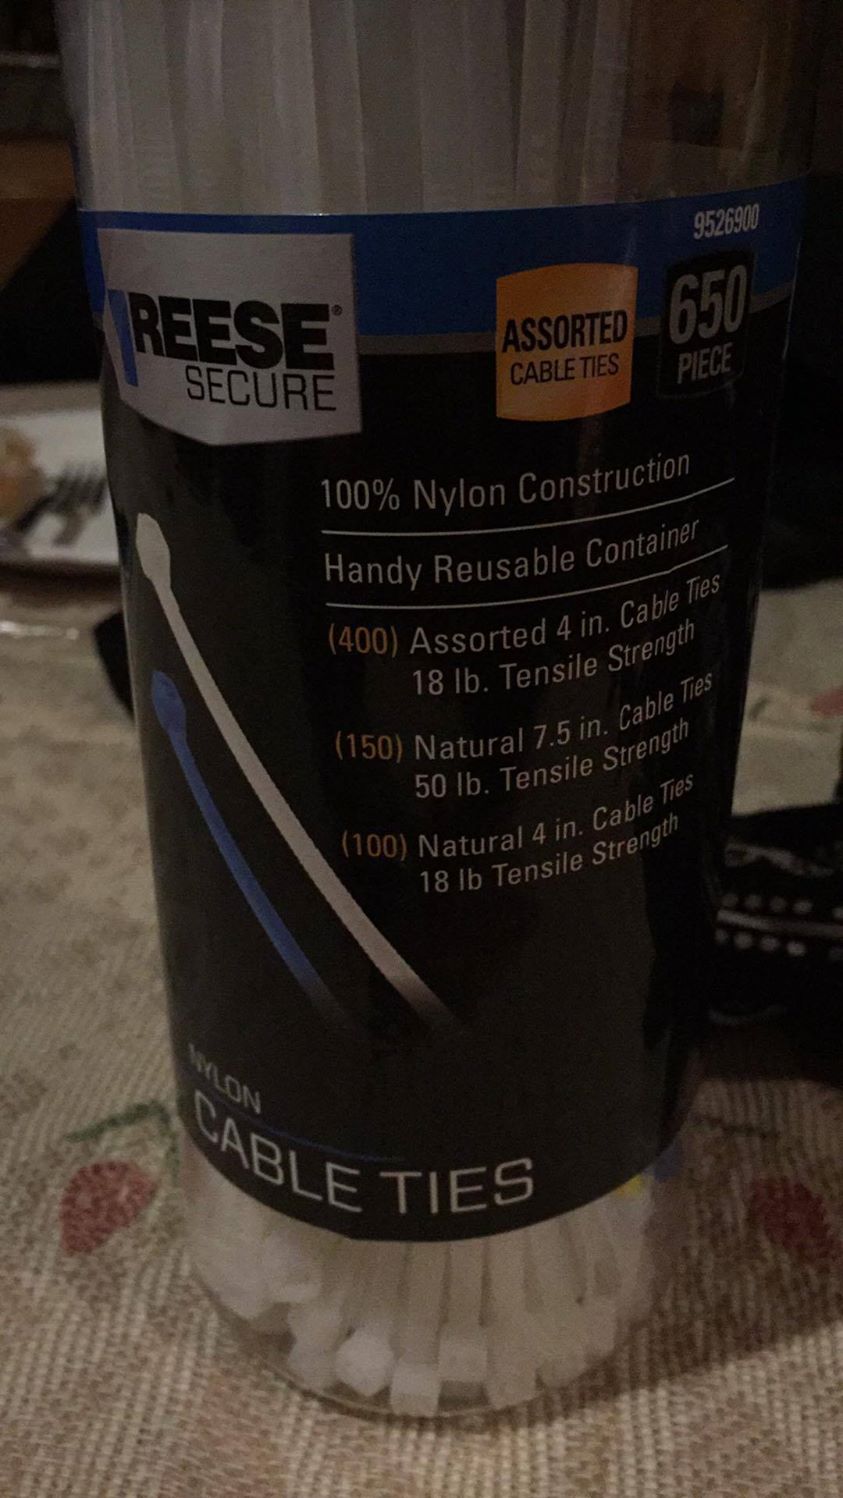 9526900
REESE®
SECURE
ASSORTED
CABLE TIES
650
PIECE
100% Nylon Construction
Handy Reusable Container
(400) Assorted 4 in. Cable Ties
18 lb. Tensile Strength
(150) Natural 7.5 in. Cable Ties
50 lb. Tensile Strength
(100) Natural 4 in. Cable Ties
18 lb Tensile Strength
NYLON
CABLE TIES